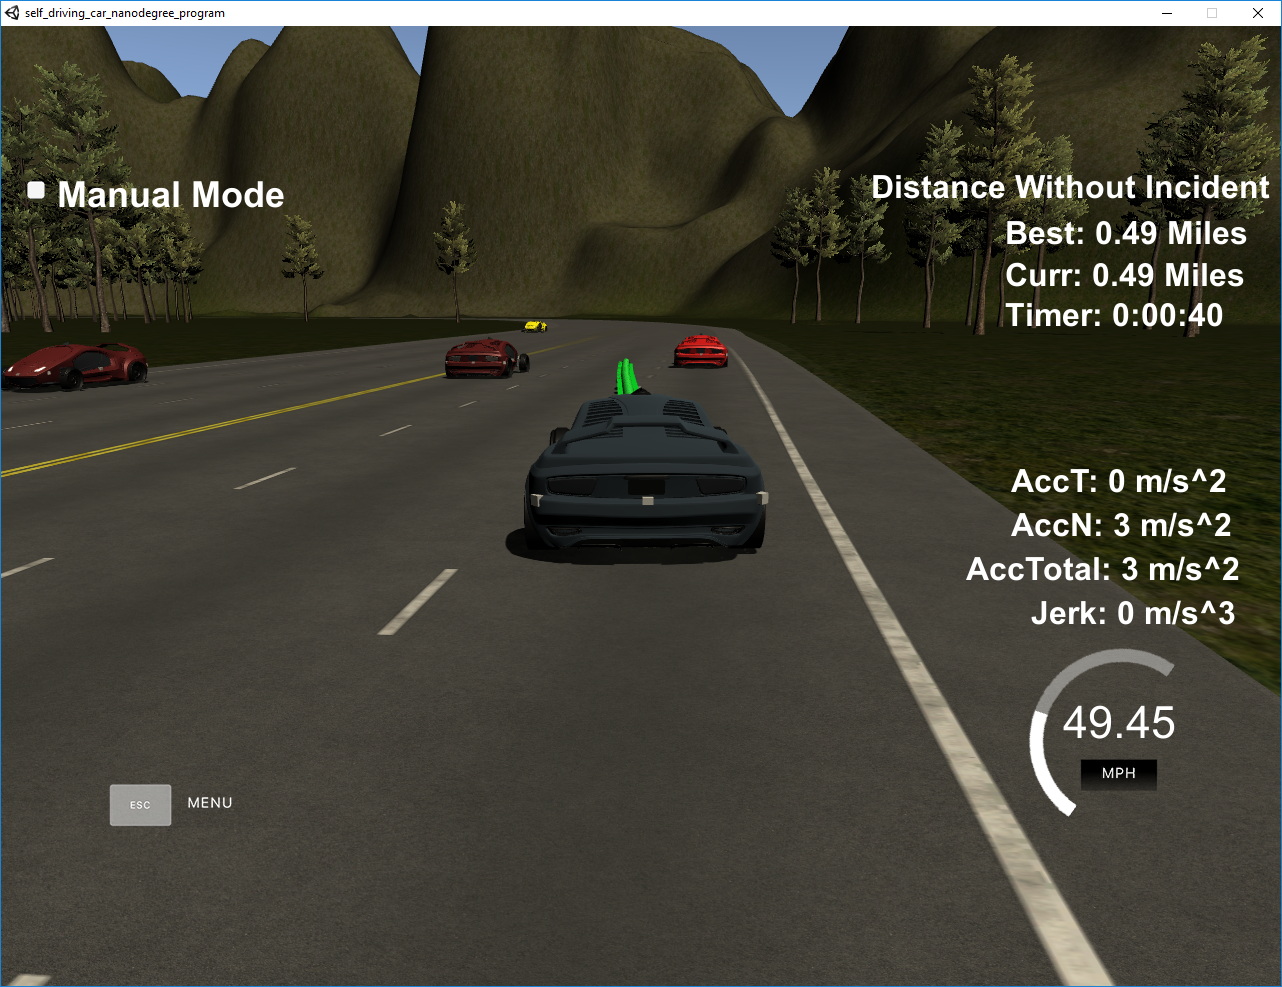 self_driving_car_nanodegree_program
Manual Mode
Distance Without Incident
Best: 0.49 Miles
Curr: 0.49 Miles
Timer: 0:00:40
AccT: 0 m/s^2
AccN: 3 m/s^2
AccTotal: 3 m/s^2
Jerk: 0 m/s^3
49.45
MPH
ESC MENU